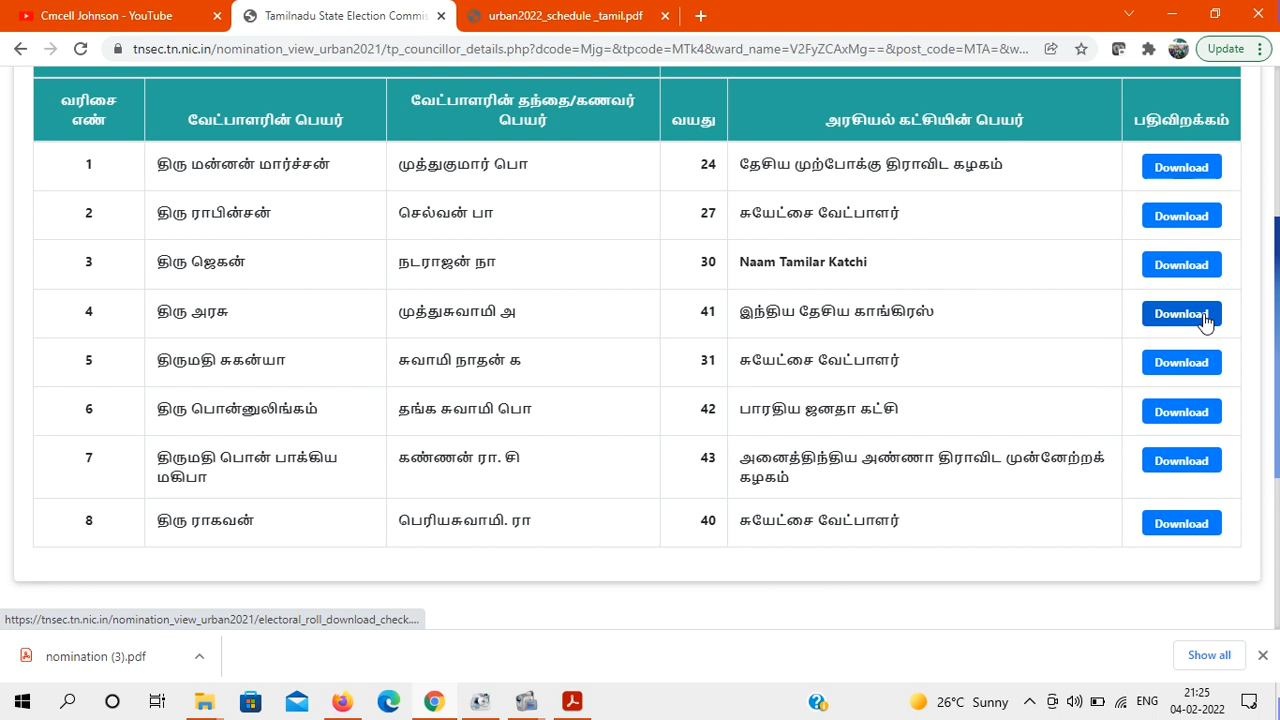 Cmcell Johnson - YouTube
Tamilnadu State Election Commis
urban2022_schedule _tamil.pdf
tnsec.tn.nic.in/nomination_view_urban2021/tp_councillor_details.php?dcode=Mjg=&tpcode=MTk4&ward_name=V2FyZCAxMg==&post_code=MTA=&w...
Update
வரிசை எண் வேட்பாளரின் பெயர் வேட்பாளரின் தந்தை/கணவர் பெயர் வயது அரசியல் கட்சியின் பெயர் பதிவிறக்கம்
1 திரு மன்னன் மார்ச்சன் முத்துகுமார் பொ 24 தேசிய முற்போக்கு திராவிட கழகம் Download
2 திரு ராபின்சன் செல்வன் பா 27 சுயேட்சை வேட்பாளர் Download
3 திரு ஜெகன் நடராஜன் நா 30 Naam Tamilar Katchi Download
4 திரு அரசு முத்துசுவாமி அ 41 இந்திய தேசிய காங்கிரஸ் Download
5 திருமதி சுகன்யா சுவாமி நாதன் க 31 சுயேட்சை வேட்பாளர் Download
6 திரு பொன்னுலிங்கம் தங்க சுவாமி பொ 42 பாரதிய ஜனதா கட்சி Download
7 திருமதி பொன் பாக்கிய மகிபா கண்ணன் ரா. சி 43 அனைத்திந்திய அண்ணா திராவிட முன்னேற்றக் கழகம் Download
8 திரு ராகவன் பெரியசுவாமி. ரா 40 சுயேட்சை வேட்பாளர் Download
https://tnsec.tn.nic.in/nomination_view_urban2021/electoral_roll_download_check....
nomination (3).pdf
Show all
26°C Sunny
ENG
21:25
04-02-2022